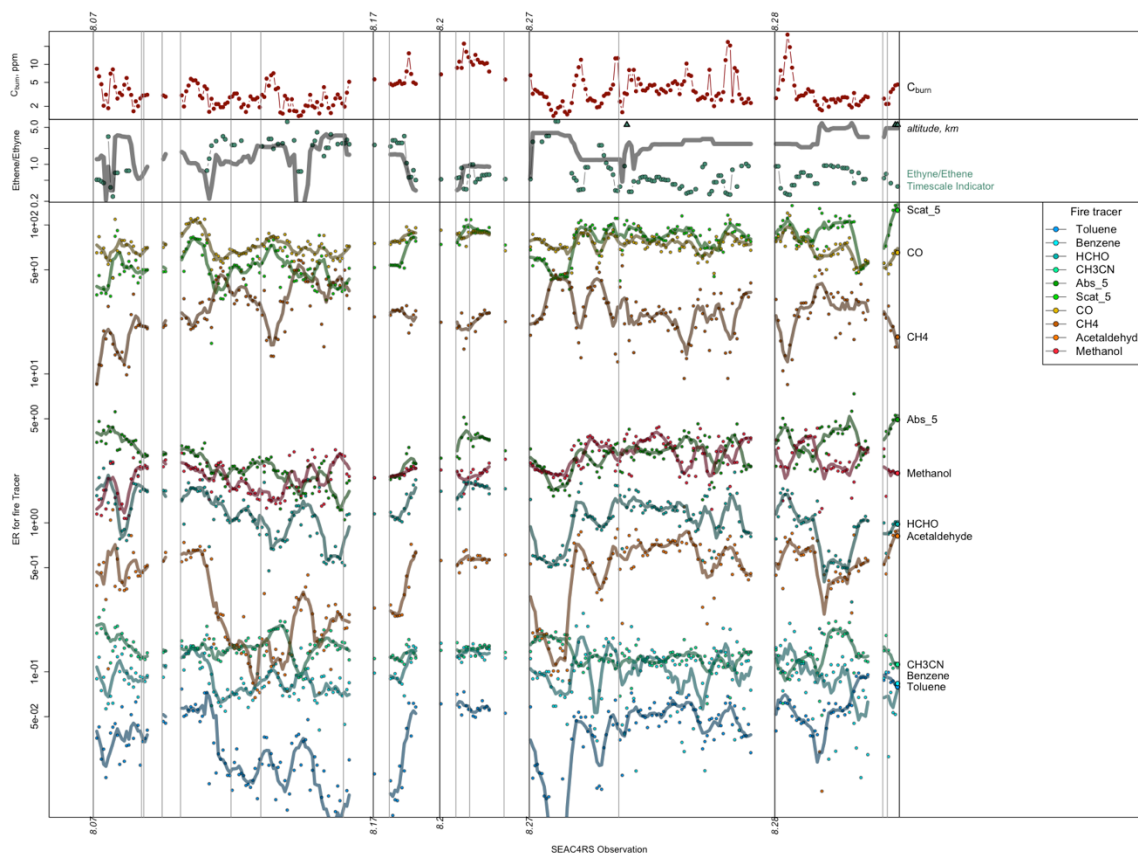 8.07
8.17
8.2
8.27
8.28
C_burn, ppm
10
5
2
C_burn
Ethene/Ethyne
5.0
1.0
0.2
altitude, km
Ethyne/Ethene
Timescale Indicator
ER for fire Tracer
1e+02
5e+01
1e+01
5e+00
1e+00
5e-01
1e-01
5e-02
Scat_5
CO
CH4
Abs_5
Methanol
HCHO
Acetaldehyde
CH3CN
Benzene
Toluene
Fire tracer
Toluene
Benzene
HCHO
CH3CN
Abs_5
Scat_5
CO
CH4
Acetaldehyde
Methanol
8.07
8.17
8.2
8.27
8.28
SEAC4RS Observation